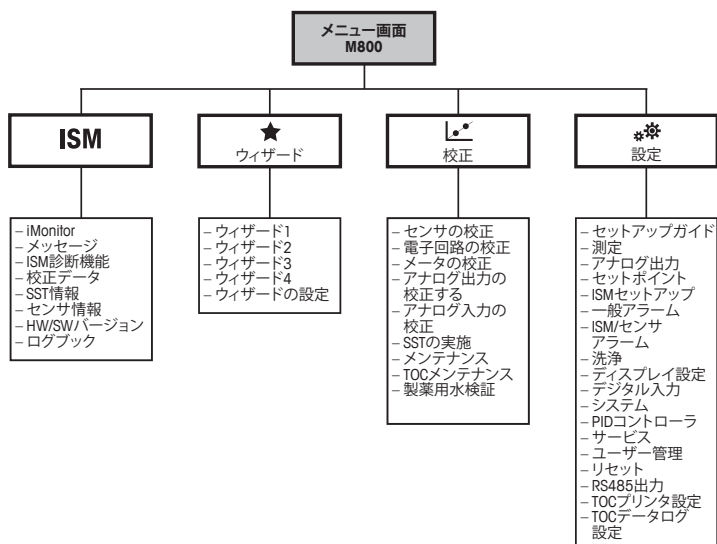 メニュー画面
M800
ISM
ウィザード
校正
設定
– iMonitor
– メッセージ
– ISM診断機能
– 校正データ
– SST情報
– センサ情報
– HW/SWバージョン
– ログブック
– ウィザード1
– ウィザード2
– ウィザード3
– ウィザード4
– ウィザードの設定
– センサの校正
– 電子回路の校正
– メータの校正
– アナログ出力の
校正する
– アナログ入力の
校正
– SSTの実施
– メンテナンス
– TOCメンテナンス
– 製薬用水検証
– セットアップガイド
– 測定
– アナログ出力
– セットポイント
– ISMセットアップ
– 一般アラーム
– ISM/センサ
アラーム
– 洗浄
– ディスプレイ設定
– デジタル入力
– システム
– PIDコントローラ
– サービス
– ユーザー管理
– リセット
– RS485出力
– TOCプリンタ設定
– TOCデータログ
設定